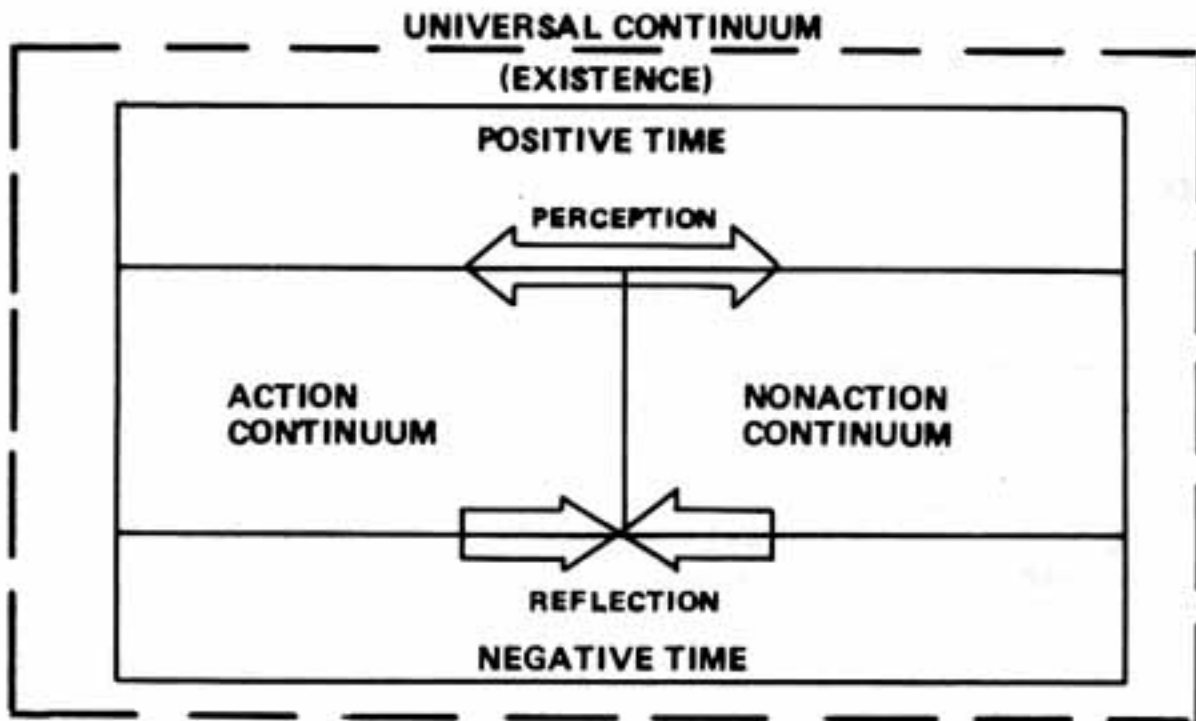 UNIVERSAL CONTINUUM
(EXISTENCE)
POSITIVE TIME
PERCEPTION
ACTION
CONTINUUM
NONACTION
CONTINUUM
REFLECTION
NEGATIVE TIME